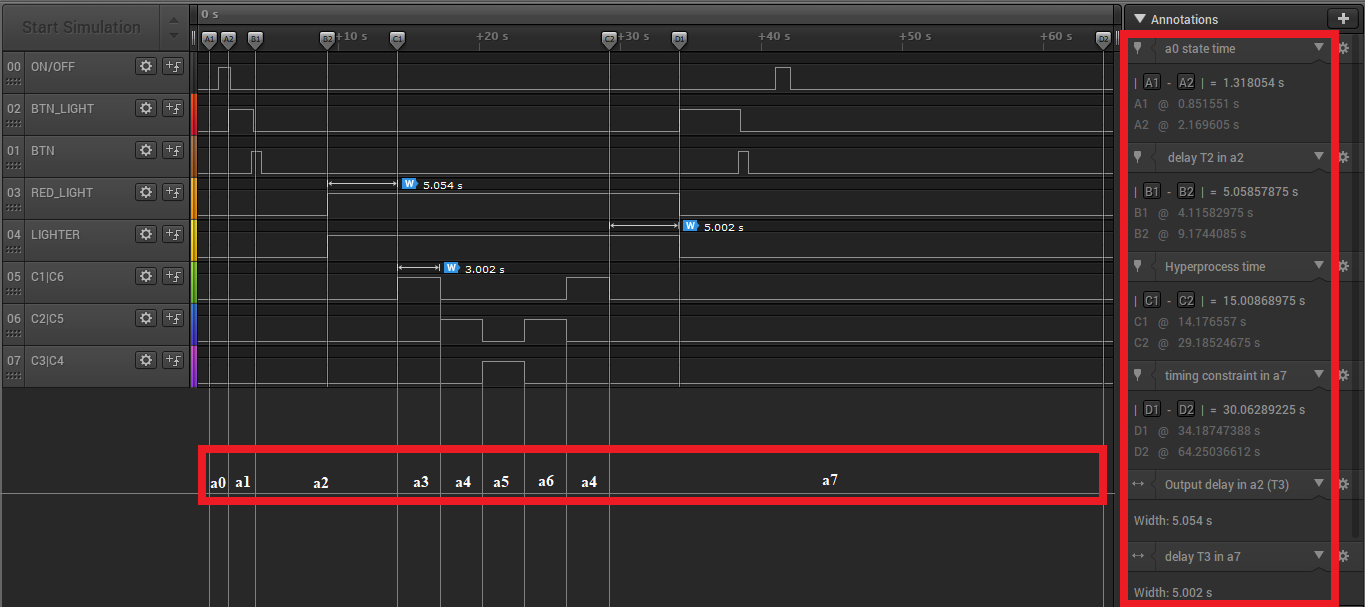 Start Simulation
0 s
A1 A2 B1 B2 +10 s C1 +20 s C2 +30 s D1 +40 s +50 s +60 s D2
00 ON/OFF
02 BTN_LIGHT
01 BTN
03 RED_LIGHT
W 5.054 s
04 LIGHTER
W 5.002 s
05 C1|C6
W 3.002 s
06 C2|C5
07 C3|C4
a0 a1 a2 a3 a4 a5 a6 a4 a7
Annotations
a0 state time
| A1 - A2 | = 1.318054 s
A1 @ 0.851551 s
A2 @ 2.169605 s
delay T2 in a2
| B1 - B2 | = 5.05857875 s
B1 @ 4.11582975 s
B2 @ 9.1744085 s
Hyperprocess time
| C1 - C2 | = 15.00868975 s
C1 @ 14.176557 s
C2 @ 29.18524675 s
timing constraint in a7
| D1 - D2 | = 30.06289225 s
D1 @ 34.18747388 s
D2 @ 64.25036612 s
Output delay in a2 (T3)
Width: 5.054 s
delay T3 in a7
Width: 5.002 s